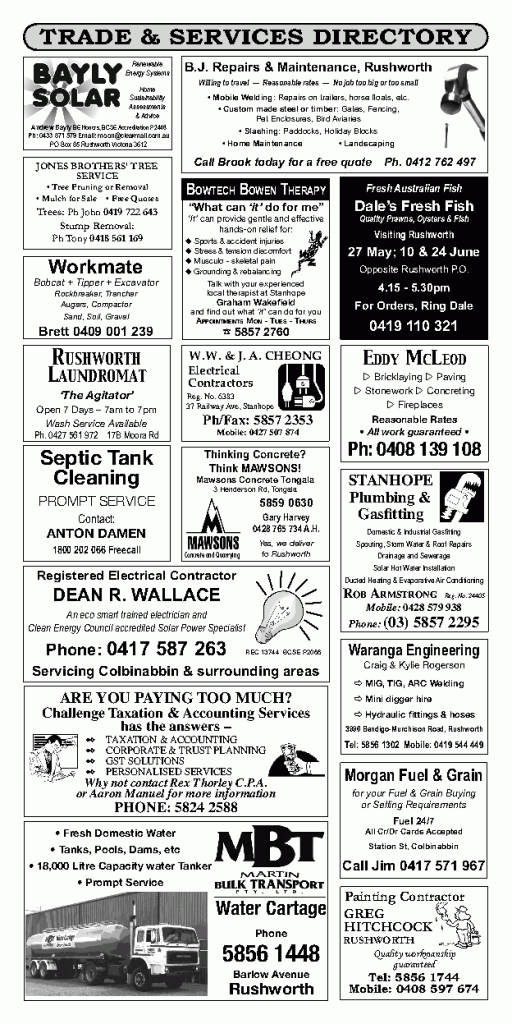 TRADE & SERVICES DIRECTORY
BAYLY SOLAR
Renewable
Energy Systems
Home
Sustainability
Assessments
& Advice
Andrew Bayly BE Honors, BCSE Accreditation P2466
PO Box 65 Rushworth Victoria 3612
B.J. Repairs & Maintenance, Rushworth
Willing to travel — Reasonable rates — No job too big or too small
• Mobile Welding: Repairs on trailers, horse floats, etc.
• Custom made steel or timber: Gates, Fencing,
Pet Enclosures, Bird Aviaries
• Slashing: Paddocks, Holiday Blocks
• Home Maintenance • Landscaping
Call Brook today for a free quote Ph. 0412 762 497
JONES BROTHERS' TREE
SERVICE
• Tree Pruning or Removal
• Mulch for Sale • Free Quotes
Trees: Ph John 0419 722 643
Stump Removal:
Ph Tony 0418 561 169
BOWTECH BOWEN THERAPY
"What can 'it' do for me"
'It' can provide gentle and effective
hands-on relief for:
◆ Sports & accident injuries
◆ Stress & tension discomfort
◆ Musculo - skeletal pain
◆ Grounding & rebalancing
Talk with your experienced
local therapist at Stanhope
Graham Wakefield
and find out what 'it' can do for you
APPOINTMENTS MON - TUES - THURS
☎ 5857 2760
Fresh Australian Fish
Dale's Fresh Fish
Quality Prawns, Oysters & Fish
Visiting Rushworth
27 May; 10 & 24 June
Opposite Rushworth P.O.
4.15 - 5.30pm
For Orders, Ring Dale
0419 110 321
Workmate
Bobcat + Tipper + Excavator
Rockbreaker, Trencher
Augers, Compactor
Sand, Soil, Gravel
Brett 0409 001 239
RUSHWORTH
LAUNDROMAT
'The Agitator'
Open 7 Days – 7am to 7pm
Wash Service Available
Ph. 0427 561 972 17B Moora Rd
W.W. & J. A. CHEONG
Electrical
Contractors
Reg. No. 6383
37 Railway Ave, Stanhope
Ph/Fax: 5857 2353
Mobile: 0427 507 874
EDDY MCLEOD
▷ Bricklaying ▷ Paving
▷ Stonework ▷ Concreting
▷ Fireplaces
Reasonable Rates
• All work guaranteed •
Ph: 0408 139 108
Septic Tank
Cleaning
PROMPT SERVICE
Contact:
ANTON DAMEN
1800 202 066 Freecall
Thinking Concrete?
Think MAWSONS!
Mawsons Concrete Tongala
3 Henderson Rd, Tongala
5859 0630
Gary Harvey
0428 765 734 A.H.
Yes, we deliver
to Rushworth
MAWSONS
Concrete and Quarrying
STANHOPE
Plumbing &
Gasfitting
Domestic & Industrial Gasfitting
Spouting, Storm Water & Roof Repairs
Drainage and Sewerage
Solar Hot Water Installation
Ducted Heating & Evaporative Air Conditioning
ROB ARMSTRONG Reg. No. 24405
Mobile: 0428 579 938
Phone: (03) 5857 2295
Registered Electrical Contractor
DEAN R. WALLACE
An eco smart trained electrician and
Clean Energy Council accredited Solar Power Specialist
Phone: 0417 587 263 REC 13744 BCSE P2066
Servicing Colbinabbin & surrounding areas
Waranga Engineering
Craig & Kylie Rogerson
⇨ MIG, TIG, ARC Welding
⇨ Mini digger hire
⇨ Hydraulic fittings & hoses
3990 Bendigo-Murchison Road, Rushworth
Tel: 5856 1302 Mobile: 0419 544 449
ARE YOU PAYING TOO MUCH?
Challenge Taxation & Accounting Services
has the answers –
TAXATION & ACCOUNTING
CORPORATE & TRUST PLANNING
GST SOLUTIONS
PERSONALISED SERVICES
Why not contact Rex Thorley C.P.A.
or Aaron Manuel for more information
PHONE: 5824 2588
Morgan Fuel & Grain
for your Fuel & Grain Buying
or Selling Requirements
Fuel 24/7
All Cr/Dr Cards Accepted
Station St, Colbinabbin
Call Jim 0417 571 967
• Fresh Domestic Water
• Tanks, Pools, Dams, etc
• 18,000 Litre Capacity water Tanker
• Prompt Service
MBT
MARTIN
BULK TRANSPORT
PTY. LTD.
Water Cartage
Phone
5856 1448
Barlow Avenue
Rushworth
Painting Contractor
GREG
HITCHCOCK
RUSHWORTH
Quality workmanship
guaranteed
Tel: 5856 1744
Mobile: 0408 597 674